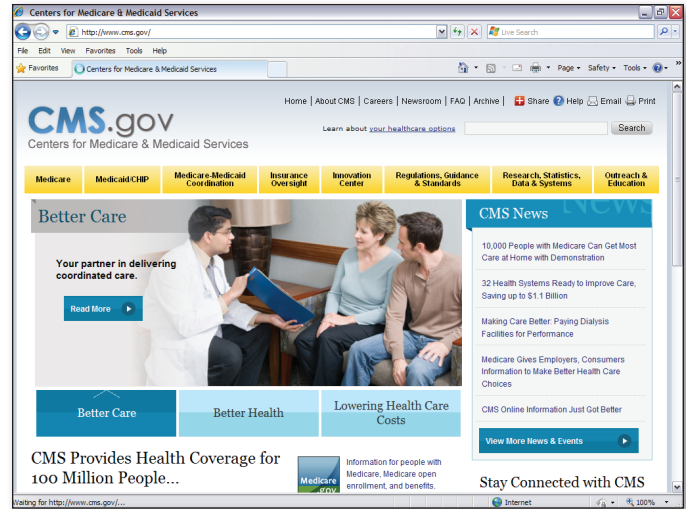 Centers for Medicare & Medicaid Services
http://www.cms.gov/
Live Search
File Edit View Favorites Tools Help
Favorites
Centers for Medicare & Medicaid Services
Page Safety Tools
Home | About CMS | Careers | Newsroom | FAQ | Archive | Share Help Email Print
CMS.gov
Centers for Medicare & Medicaid Services
Learn about your healthcare options
Search
Medicare
Medicaid/CHIP
Medicare-Medicaid
Coordination
Insurance
Oversight
Innovation
Center
Regulations, Guidance
& Standards
Research, Statistics,
Data & Systems
Outreach &
Education
Better Care
Your partner in delivering
coordinated care.
Read More
Better Care
Better Health
Lowering Health Care
Costs
News
CMS News
10,000 People with Medicare Can Get Most
Care at Home with Demonstration
32 Health Systems Ready to Improve Care,
Saving up to $1.1 Billion
Making Care Better: Paying Dialysis
Facilities for Performance
Medicare Gives Employers, Consumers
Information to Make Better Health Care
Choices
CMS Online Information Just Got Better
View More News & Events
CMS Provides Health Coverage for
100 Million People...
Medicare
.gov
Information for people with
Medicare, Medicare open
enrollment, and benefits.
Stay Connected with CMS
Waiting for http://www.cms.gov/...
Internet
100%